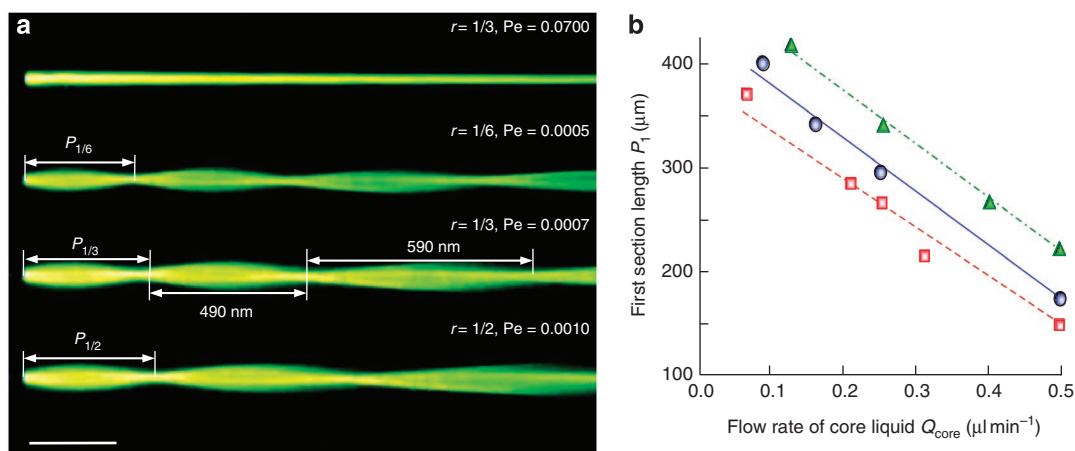 a
r = 1/3, Pe = 0.0700
r = 1/6, Pe = 0.0005
P1/6
r = 1/3, Pe = 0.0007
P1/3
590 nm
490 nm
r = 1/2, Pe = 0.0010
P1/2
b
First section length P1 (μm)
400
300
200
100
0.0 0.1 0.2 0.3 0.4 0.5
Flow rate of core liquid Qcore (μl min−1)